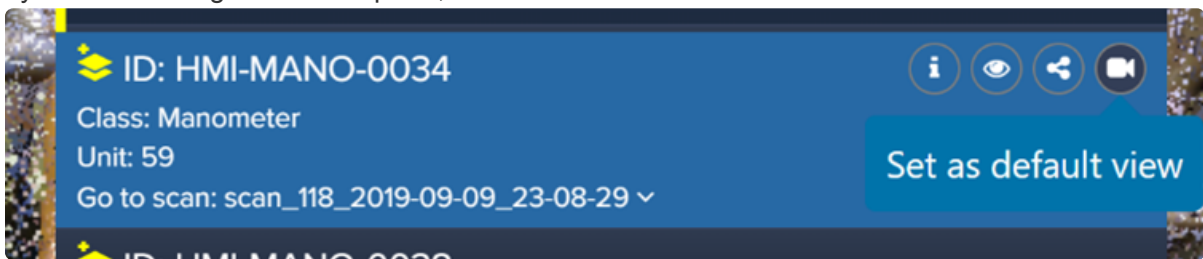 ID: HMI-MANO-0034
Class: Manometer
Unit: 59
Go to scan: scan_118_2019-09-09_23-08-29
Set as default view